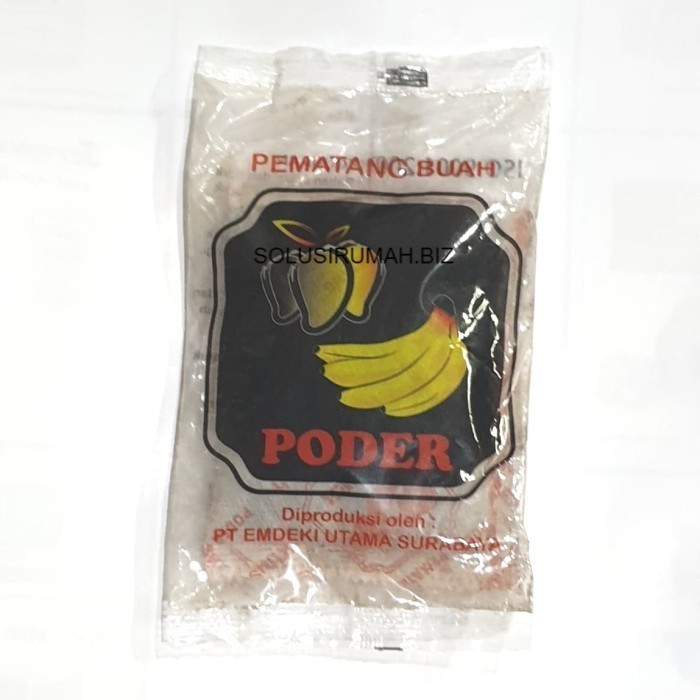 PEMATANG BUAH
SOLUSIRUMAH.BIZ
PODER
Diproduksi oleh :
PT EMDEKI UTAMA SURABAYA